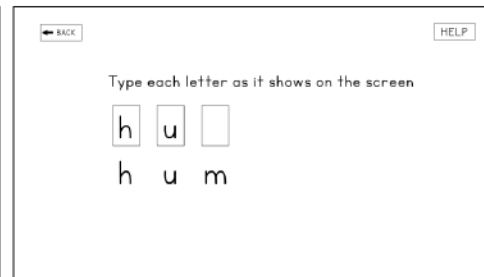 BACK
HELP
Type each letter as it shows on the screen
h u
h u m